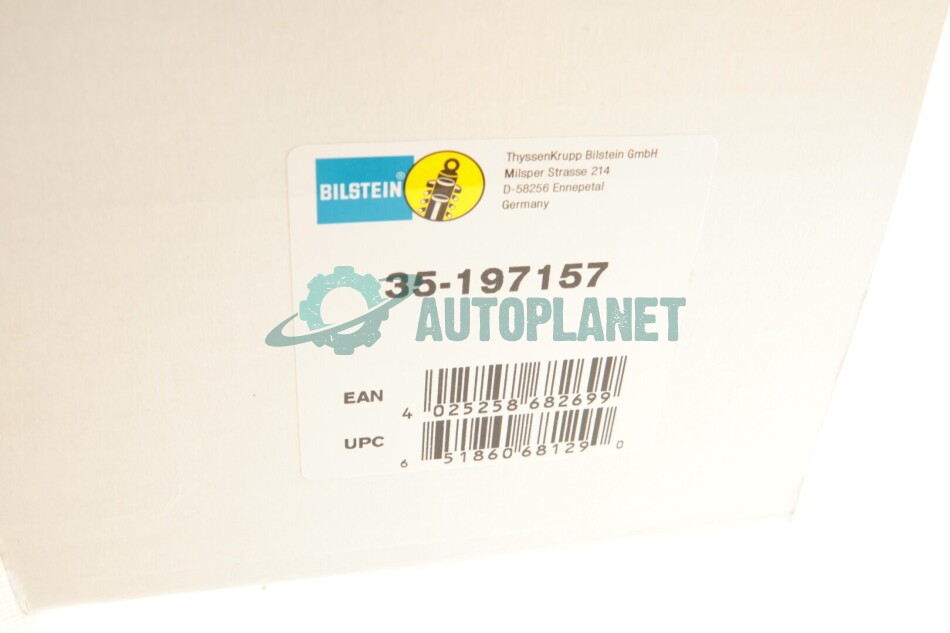 BILSTEIN®
ThyssenKrupp Bilstein GmbH
Milsper Strasse 214
D-58256 Ennepetal
Germany
35-197157
AUTOPLANET
EAN
4 025258 682699
UPC
6 51860 68129 0